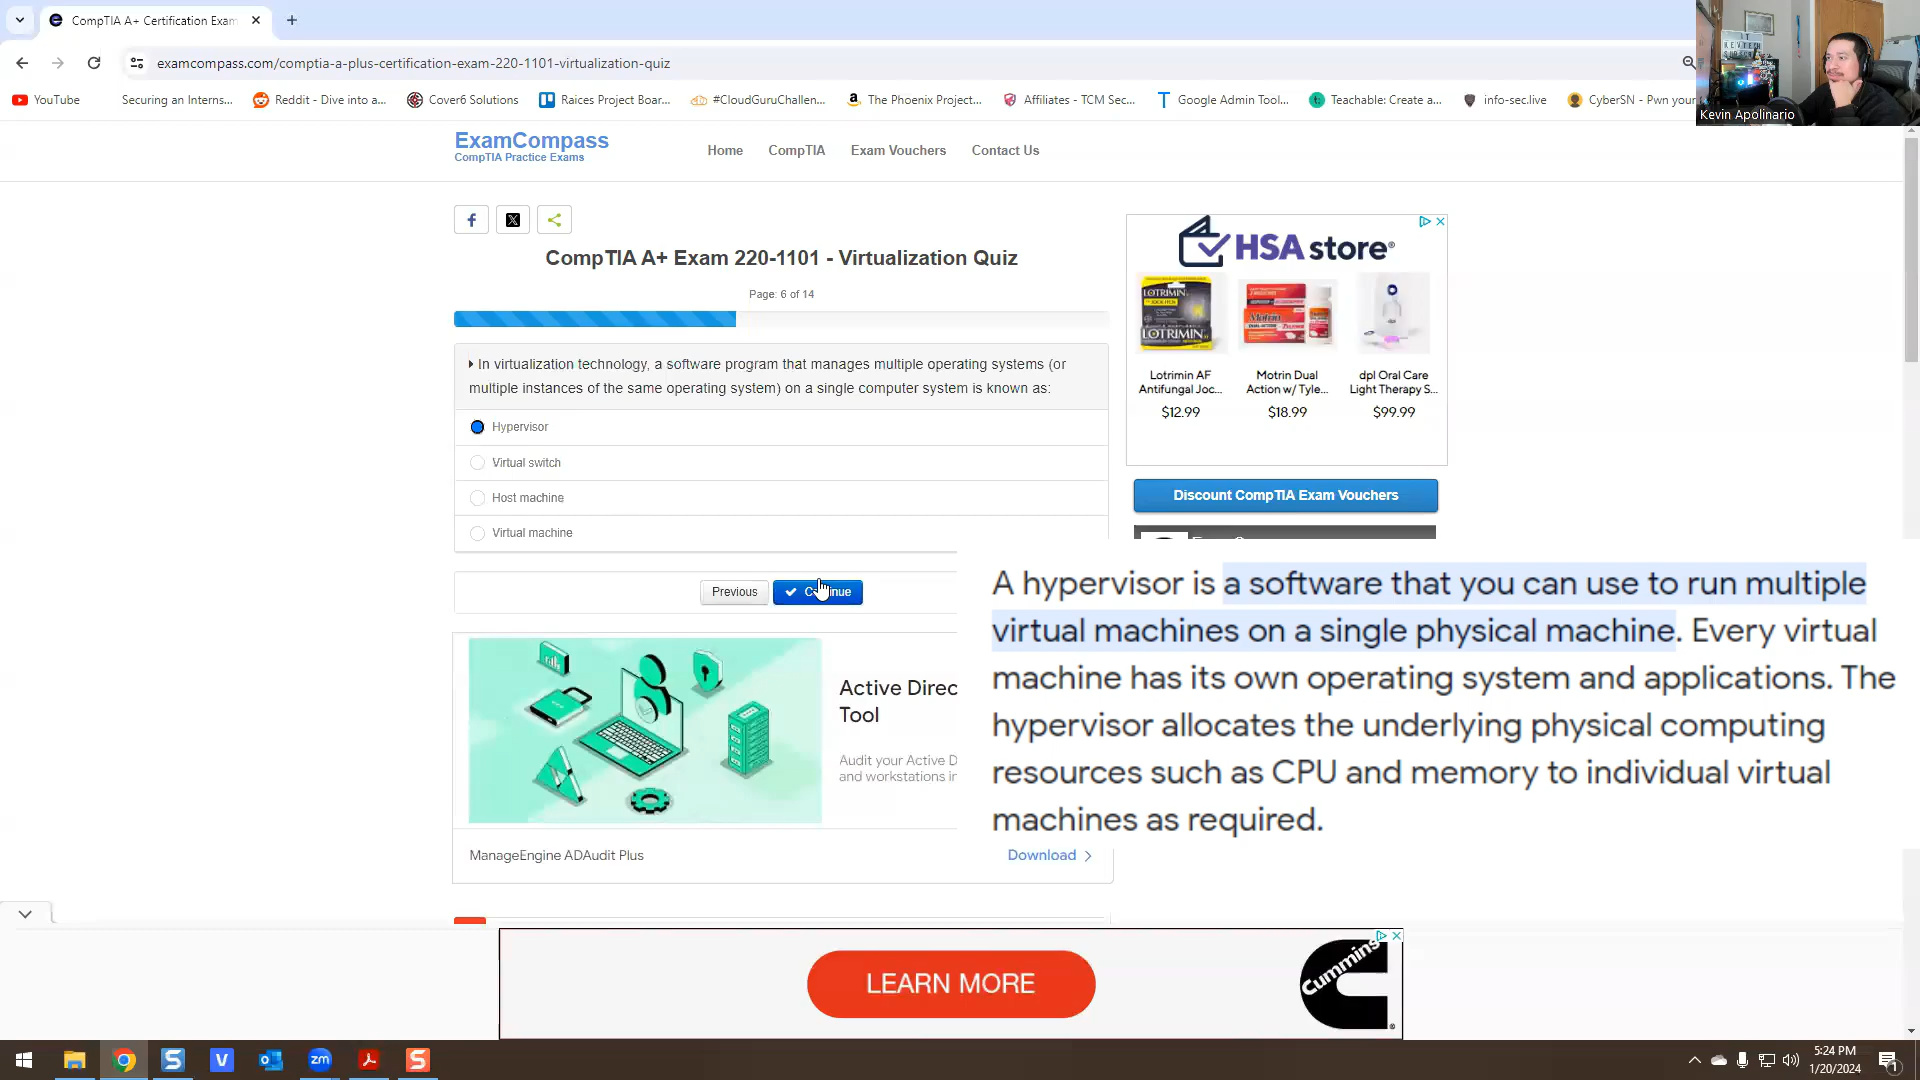 CompTIA A+ Certification Exam
examcompass.com/comptia-a-plus-certification-exam-220-1101-virtualization-quiz
YouTube
Securing an Interns...
Reddit - Dive into a...
Cover6 Solutions
Raices Project Boar...
#CloudGuruChallen...
The Phoenix Project...
Affiliates - TCM Sec...
Google Admin Tool...
Teachable: Create a...
info-sec.live
CyberSN - Pwn your
Kevin Apolinario
ExamCompass
CompTIA Practice Exams
Home
CompTIA
Exam Vouchers
Contact Us
CompTIA A+ Exam 220-1101 - Virtualization Quiz
Page: 6 of 14
In virtualization technology, a software program that manages multiple operating systems (or
multiple instances of the same operating system) on a single computer system is known as:
Hypervisor
Virtual switch
Host machine
Virtual machine
Previous
HSA store
LOTRIMIN
LOTRIMIN
Motrin
Lotrimin AF
Antifungal Joc...
$12.99
Motrin Dual
Action w/ Tyle...
$18.99
dpl Oral Care
Light Therapy S...
$99.99
Discount CompTIA Exam Vouchers
A hypervisor is a software that you can use to run multiple
virtual machines on a single physical machine. Every virtual
machine has its own operating system and applications. The
hypervisor allocates the underlying physical computing
resources such as CPU and memory to individual virtual
machines as required.
Active Direc
Tool
Audit your Active D
and workstations in
ManageEngine ADAudit Plus
Download
LEARN MORE
Cummins
zm
5:24 PM
1/20/2024